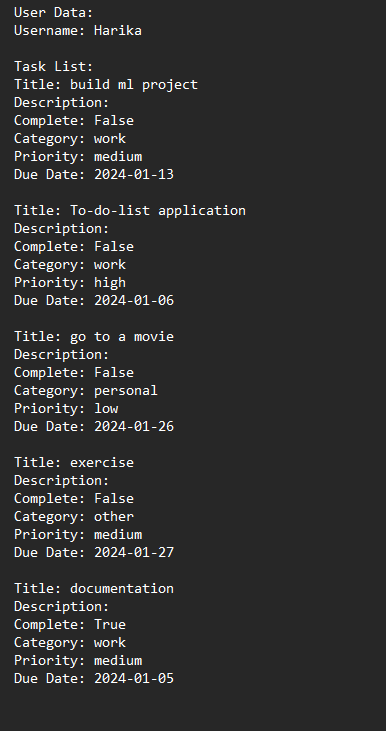 User Data:
Username: Harika
Task List:
Title: build ml project
Description:
Complete: False
Category: work
Priority: medium
Due Date: 2024-01-13
Title: To-do-list application
Description:
Complete: False
Category: work
Priority: high
Due Date: 2024-01-06
Title: go to a movie
Description:
Complete: False
Category: personal
Priority: low
Due Date: 2024-01-26
Title: exercise
Description:
Complete: False
Category: other
Priority: medium
Due Date: 2024-01-27
Title: documentation
Description:
Complete: True
Category: work
Priority: medium
Due Date: 2024-01-05